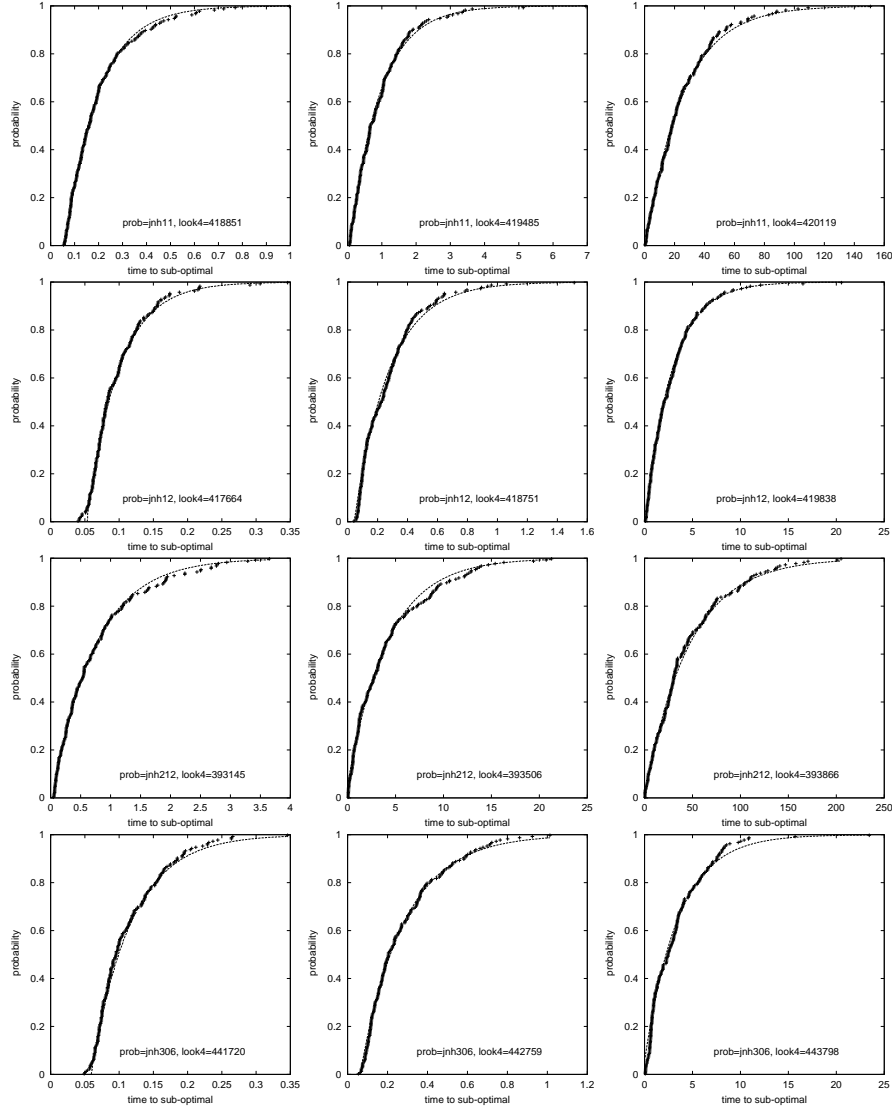 probability
1
0.8
0.6
0.4
0.2
0
prob=jnh11, look4=418851
0 0.1 0.2 0.3 0.4 0.5 0.6 0.7 0.8 0.9 1
time to sub-optimal
probability
1
0.8
0.6
0.4
0.2
0
prob=jnh11, look4=419485
0 1 2 3 4 5 6 7
time to sub-optimal
probability
1
0.8
0.6
0.4
0.2
0
prob=jnh11, look4=420119
0 20 40 60 80 100 120 140 160
time to sub-optimal
probability
1
0.8
0.6
0.4
0.2
0
prob=jnh12, look4=417664
0 0.05 0.1 0.15 0.2 0.25 0.3 0.35
time to sub-optimal
probability
1
0.8
0.6
0.4
0.2
0
prob=jnh12, look4=418751
0 0.2 0.4 0.6 0.8 1 1.2 1.4 1.6
time to sub-optimal
probability
1
0.8
0.6
0.4
0.2
0
prob=jnh12, look4=419838
0 5 10 15 20 25
time to sub-optimal
probability
1
0.8
0.6
0.4
0.2
0
prob=jnh212, look4=393145
0 0.5 1 1.5 2 2.5 3 3.5 4
time to sub-optimal
probability
1
0.8
0.6
0.4
0.2
0
prob=jnh212, look4=393506
0 5 10 15 20 25
time to sub-optimal
probability
1
0.8
0.6
0.4
0.2
0
prob=jnh212, look4=393866
0 50 100 150 200 250
time to sub-optimal
probability
1
0.8
0.6
0.4
0.2
0
prob=jnh306, look4=441720
0 0.05 0.1 0.15 0.2 0.25 0.3 0.35
time to sub-optimal
probability
1
0.8
0.6
0.4
0.2
0
prob=jnh306, look4=442759
0 0.2 0.4 0.6 0.8 1 1.2
time to sub-optimal
probability
1
0.8
0.6
0.4
0.2
0
prob=jnh306, look4=443798
0 5 10 15 20 25
time to sub-optimal